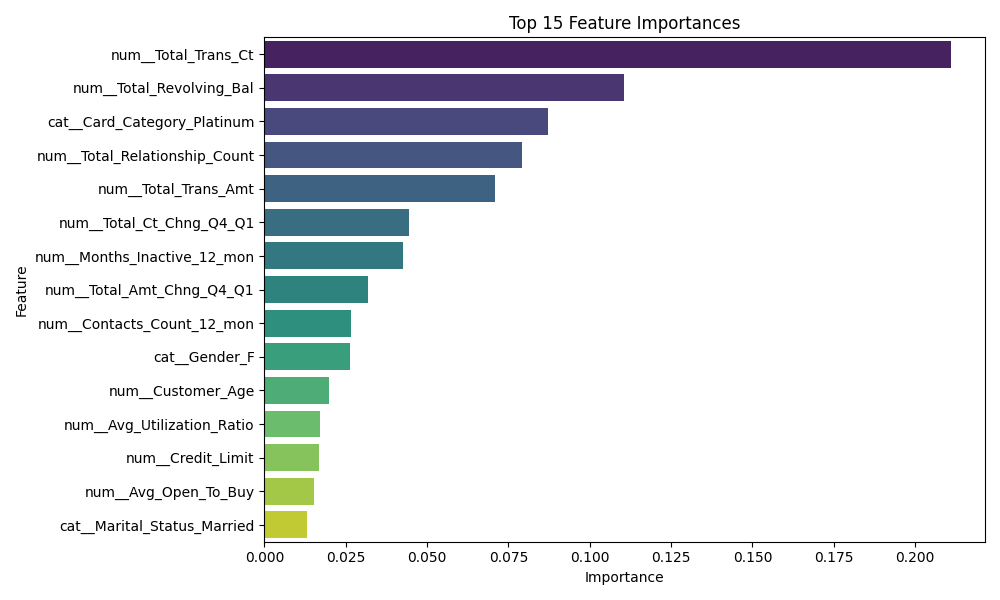 Top 15 Feature Importances
Feature
num__Total_Trans_Ct
num__Total_Revolving_Bal
cat__Card_Category_Platinum
num__Total_Relationship_Count
num__Total_Trans_Amt
num__Total_Ct_Chng_Q4_Q1
num__Months_Inactive_12_mon
num__Total_Amt_Chng_Q4_Q1
num__Contacts_Count_12_mon
cat__Gender_F
num__Customer_Age
num__Avg_Utilization_Ratio
num__Credit_Limit
num__Avg_Open_To_Buy
cat__Marital_Status_Married
0.000 0.025 0.050 0.075 0.100 0.125 0.150 0.175 0.200
Importance